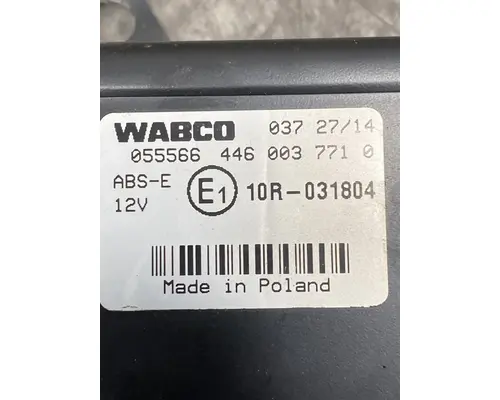 WABCO 037 27/14
055566 446 003 771 0
ABS-E E1 10R-031804
12V
Made in Poland